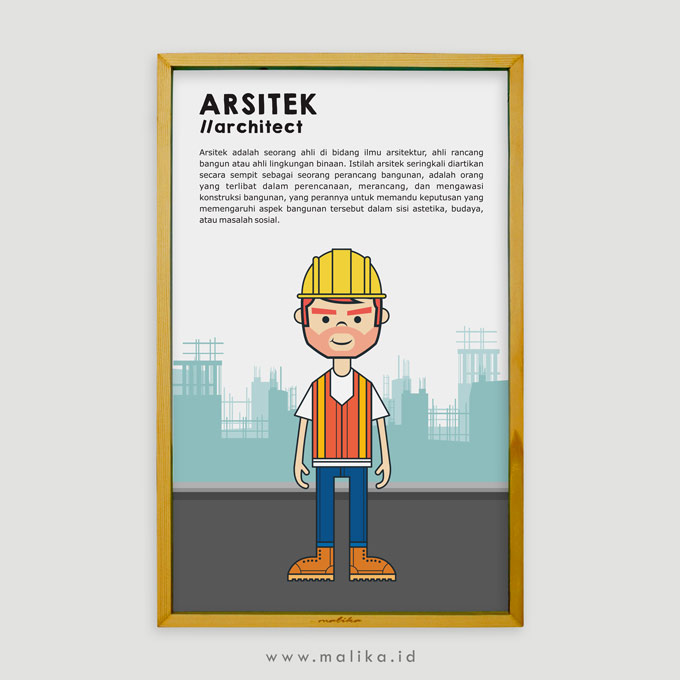 ARSITEK
//architect
Arsitek adalah seorang ahli di bidang ilmu arsitektur, ahli rancang
bangun atau ahli lingkungan binaan. Istilah arsitek seringkali diartikan
secara sempit sebagai seorang perancang bangunan, adalah orang
yang terlibat dalam perencanaan, merancang, dan mengawasi
konstruksi bangunan, yang perannya untuk memandu keputusan yang
memengaruhi aspek bangunan tersebut dalam sisi astetika, budaya,
atau masalah sosial.
malika
www.malika.id